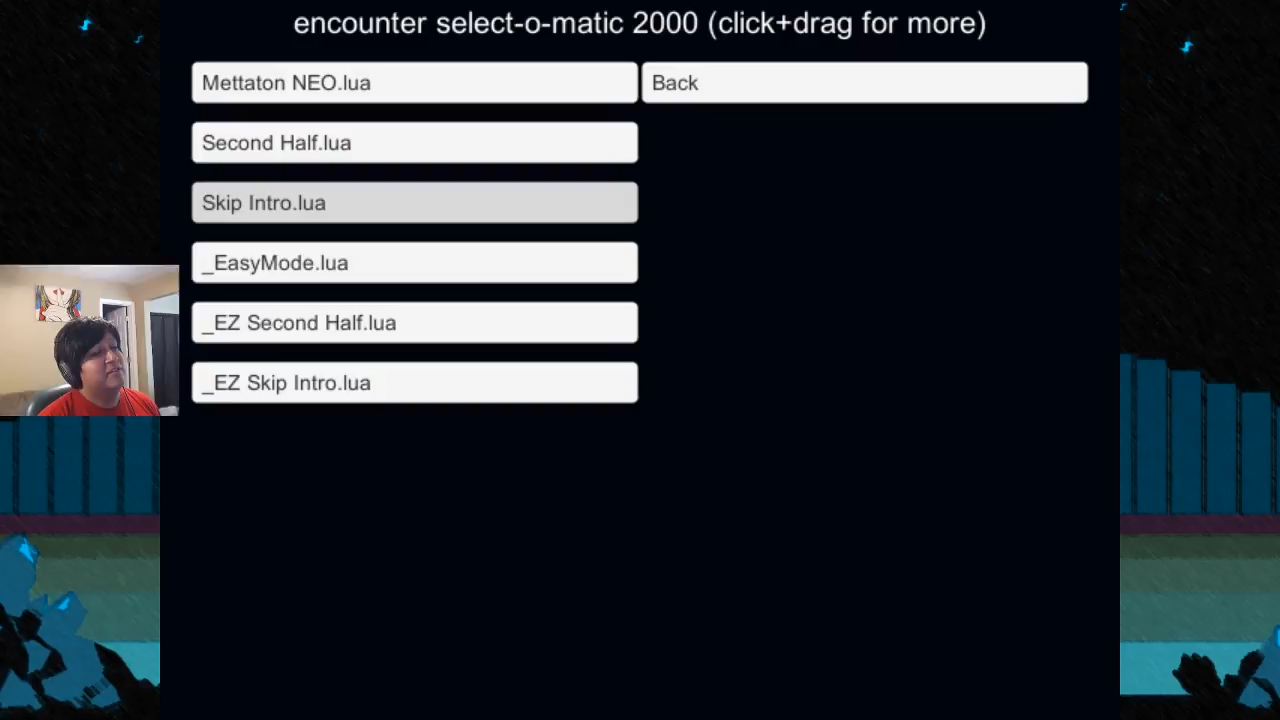 encounter select-o-matic 2000 (click+drag for more)
Mettaton NEO.lua
Back
Second Half.lua
Skip Intro.lua
_EasyMode.lua
_EZ Second Half.lua
_EZ Skip Intro.lua